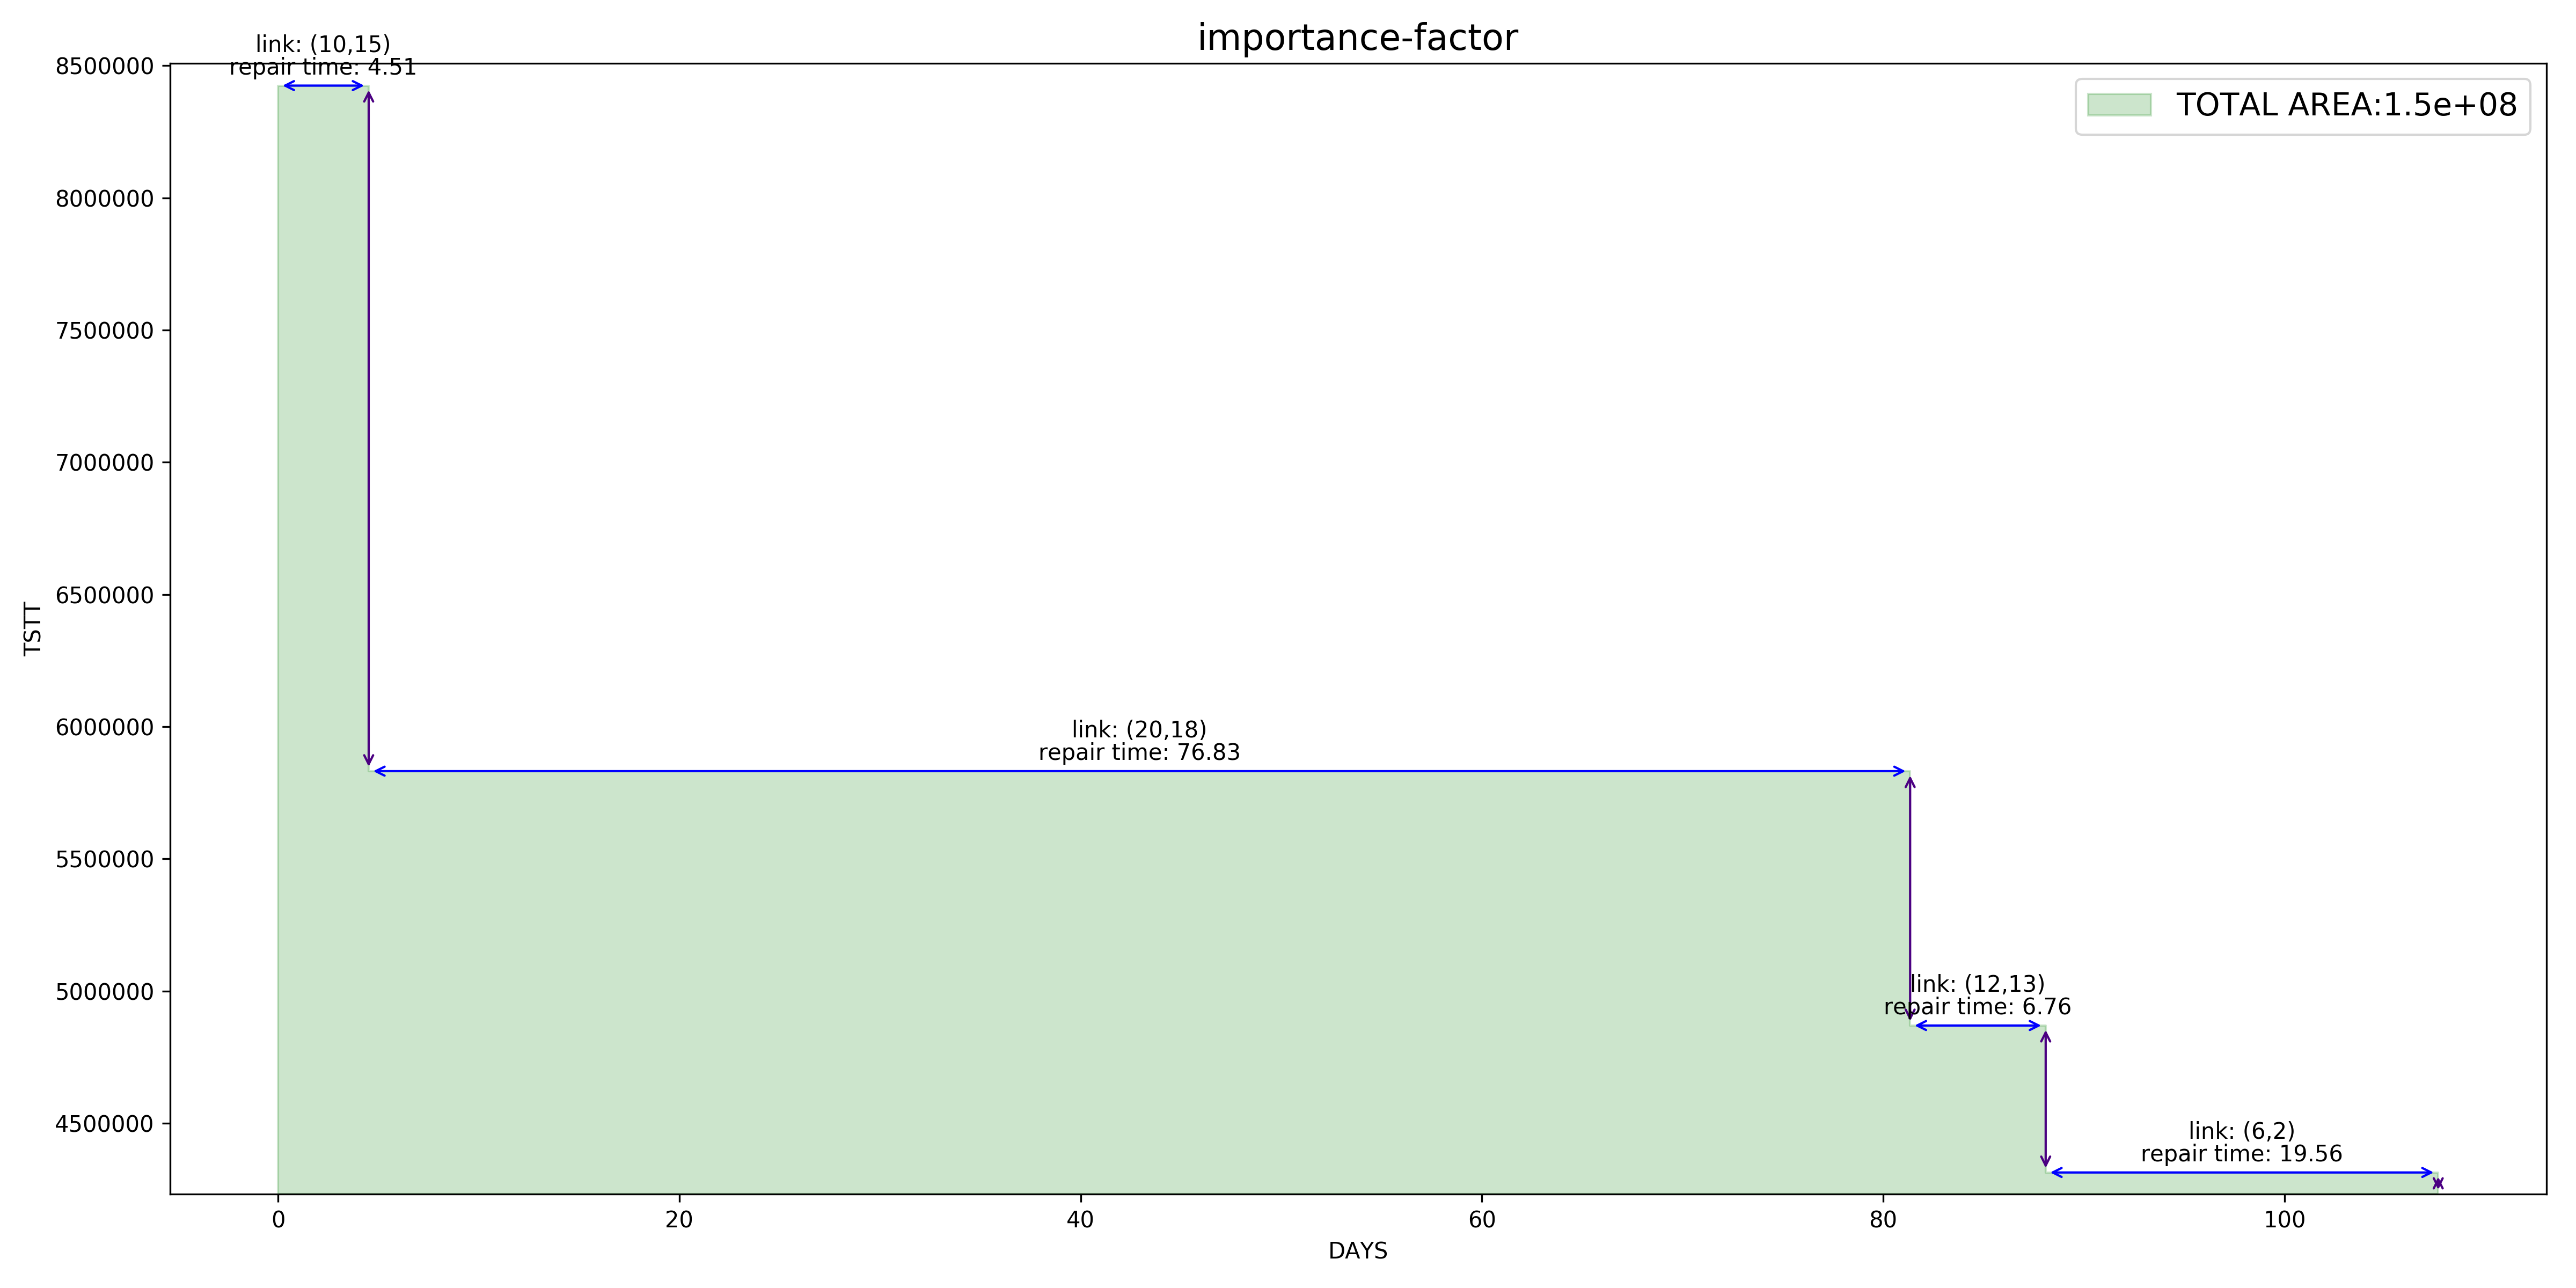 importance-factor
link: (10,15)
repair time: 4.51
TOTAL AREA:1.5e+08
8500000
8000000
7500000
7000000
6500000
6000000
5500000
5000000
4500000
TSTT
link: (20,18)
repair time: 76.83
link: (12,13)
repair time: 6.76
link: (6,2)
repair time: 19.56
0
20
40
60
80
100
DAYS